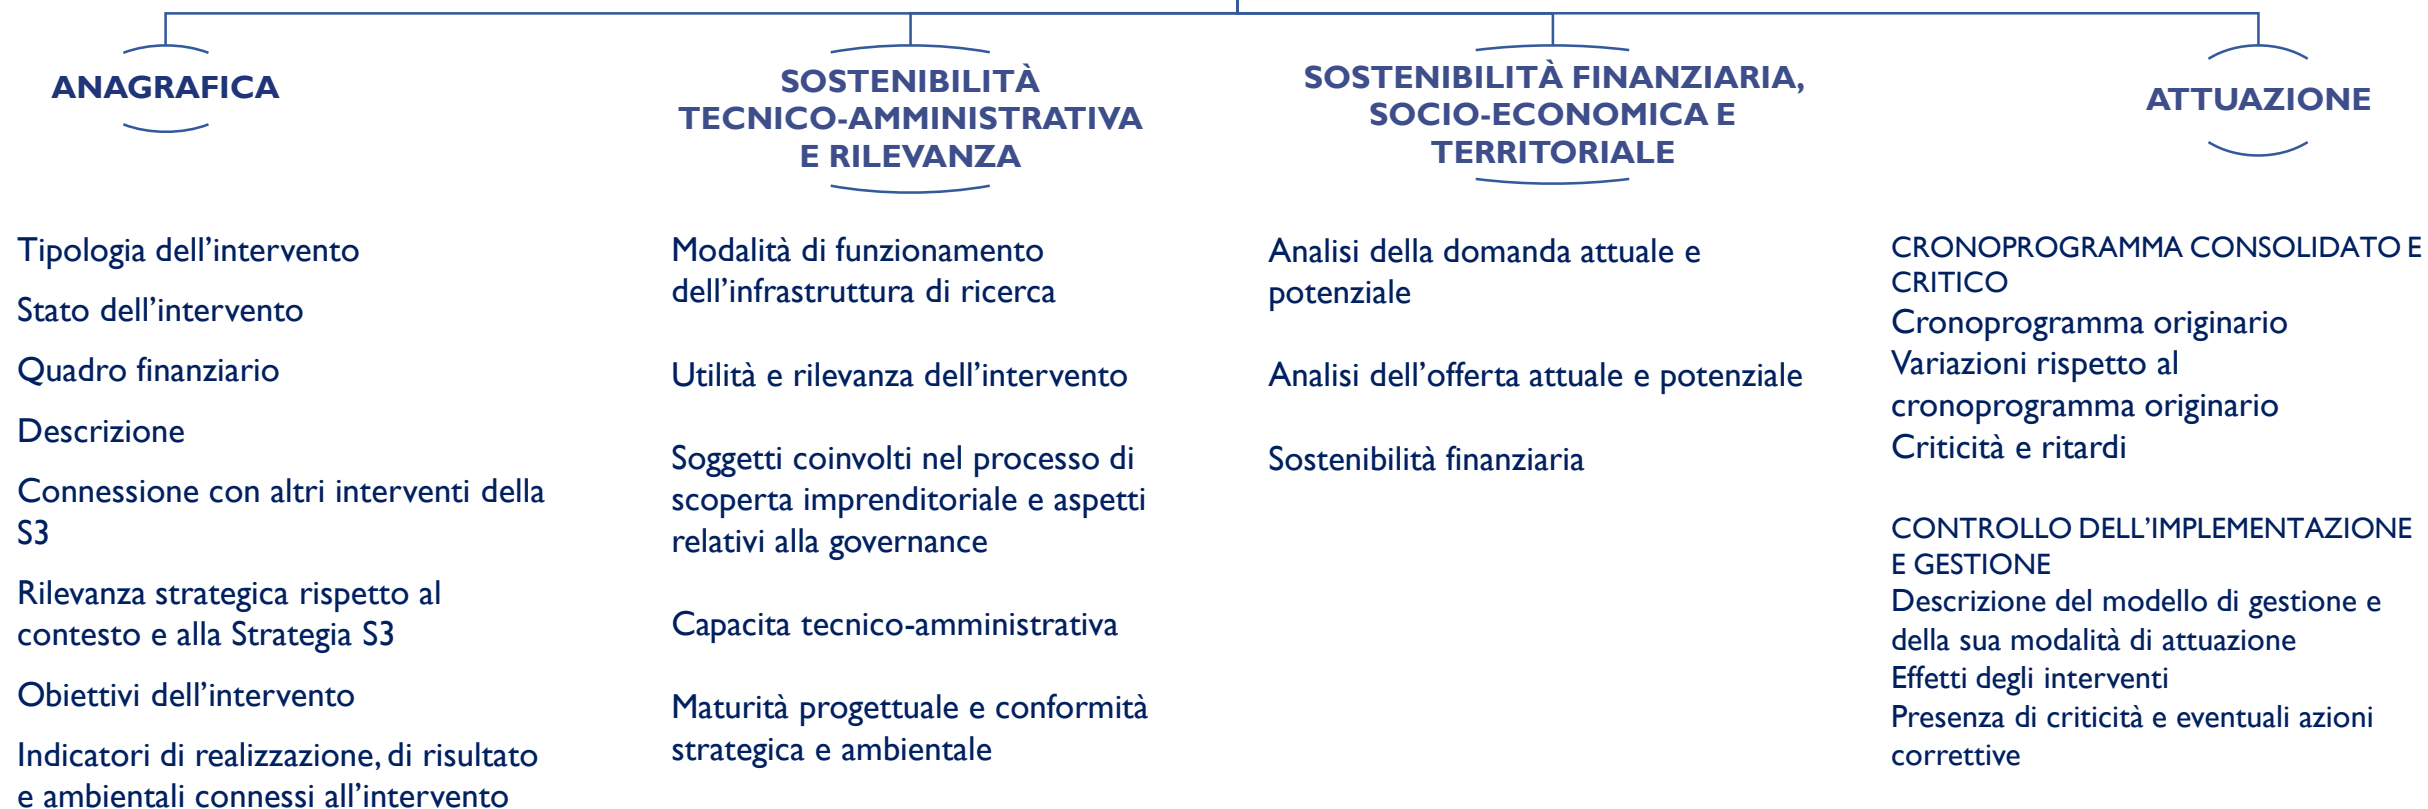 ANAGRAFICA
Tipologia dell’intervento
Stato dell’intervento
Quadro finanziario
Descrizione
Connessione con altri interventi della
S3
Rilevanza strategica rispetto al
contesto e alla Strategia S3
Obiettivi dell’intervento
Indicatori di realizzazione, di risultato
e ambientali connessi all’intervento
SOSTENIBILITÀ
TECNICO-AMMINISTRATIVA
E RILEVANZA
Modalità di funzionamento
dell’infrastruttura di ricerca
Utilità e rilevanza dell’intervento
Soggetti coinvolti nel processo di
scoperta imprenditoriale e aspetti
relativi alla governance
Capacita tecnico-amministrativa
Maturità progettuale e conformità
strategica e ambientale
SOSTENIBILITÀ FINANZIARIA,
SOCIO-ECONOMICA E
TERRITORIALE
Analisi della domanda attuale e
potenziale
Analisi dell’offerta attuale e potenziale
Sostenibilità finanziaria
ATTUAZIONE
CRONOPROGRAMMA CONSOLIDATO E
CRITICO
Cronoprogramma originario
Variazioni rispetto al
cronoprogramma originario
Criticità e ritardi
CONTROLLO DELL’IMPLEMENTAZIONE
E GESTIONE
Descrizione del modello di gestione e
della sua modalità di attuazione
Effetti degli interventi
Presenza di criticità e eventuali azioni
correttive